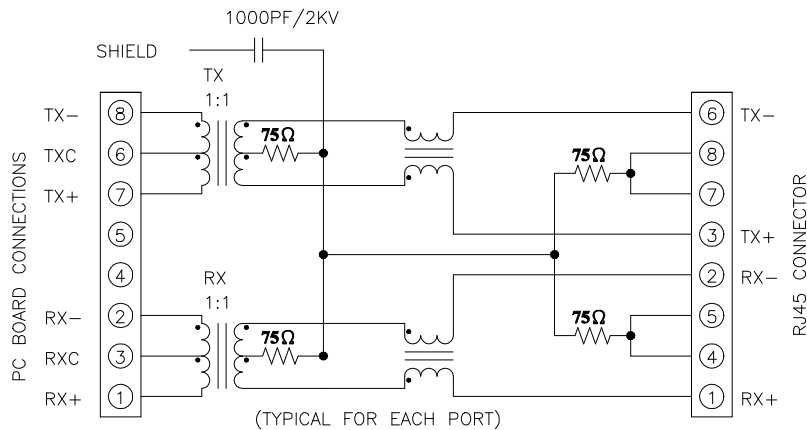 1000PF/2KV
SHIELD
TX
1:1
75Ω
75Ω
TX- 8
TXC 6
TX+ 7
5
4
RX- 2
RXC 3
RX+ 1
PC BOARD CONNECTIONS
RX
1:1
75Ω
75Ω
6 TX-
8
7
3 TX+
2 RX-
5
4
1 RX+
RJ45 CONNECTOR
(TYPICAL FOR EACH PORT)